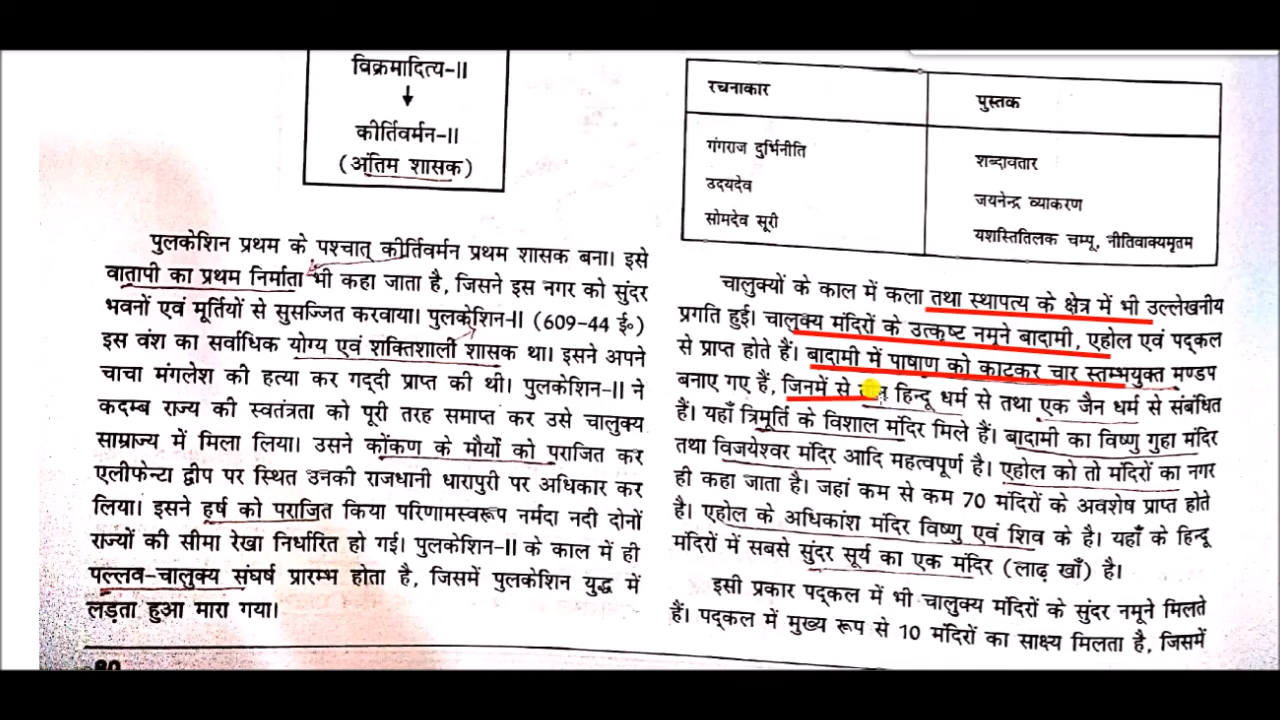 विक्रमादित्य-II
कीर्तिवर्मन-II
(अंतिम शासक)
पुलकेशिन प्रथम के पश्चात् कीर्तिवर्मन प्रथम शासक बना। इसे
वातापी का प्रथम निर्माता भी कहा जाता है, जिसने इस नगर को सुंदर
भवनों एवं मूर्तियों से सुसज्जित करवाया। पुलकेशिन-II (609-44 ई०)
इस वंश का सर्वाधिक योग्य एवं शक्तिशाली शासक था। इसने अपने
चाचा मंगलेश की हत्या कर गद्दी प्राप्त की थी। पुलकेशिन-II ने
कदम्ब राज्य की स्वतंत्रता को पूरी तरह समाप्त कर उसे चालुक्य
साम्राज्य में मिला लिया। उसने कोंकण के मौर्यो को पराजित कर
एलीफेन्टा द्वीप पर स्थित उनकी राजधानी धारापुरी पर अधिकार कर
लिया। इसने हर्ष को पराजित किया परिणामस्वरूप नर्मदा नदी दोनों
राज्यों की सीमा रेखा निर्धारित हो गई। पुलकेशिन-II के काल में ही
पल्लव-चालुक्य संघर्ष प्रारम्भ होता है, जिसमें पुलकेशिन युद्ध में
लड़ता हुआ मारा गया।
80
रचनाकार पुस्तक
गंगराज दुर्भिनीति शब्दावतार
उदयदेव जयनेन्द्र व्याकरण
सोमदेव सूरी यशस्तितिलक चम्पू, नीतिवाक्यमृतम
चालुक्यों के काल में कला तथा स्थापत्य के क्षेत्र में भी उल्लेखनीय
प्रगति हुई। चालुक्य मंदिरों के उत्कृष्ट नमूने बादामी, एहोल एवं पद्कल
से प्राप्त होते हैं। बादामी में पाषाण को काटकर चार स्तम्भयुक्त मण्डप
बनाए गए हैं, जिनमें से हिन्दू धर्म से तथा एक जैन धर्म से संबंधित
हैं। यहाँ त्रिमूर्ति के विशाल मंदिर मिले हैं। बादामी का विष्णु गुहा मंदिर
तथा विजयेश्वर मंदिर आदि महत्वपूर्ण है। एहोल को तो मंदिरों का नगर
ही कहा जाता है। जहां कम से कम 70 मंदिरों के अवशेष प्राप्त होते
है। एहोल के अधिकांश मंदिर विष्णु एवं शिव के है। यहाँ के हिन्दू
मंदिरों में सबसे सुंदर सूर्य का एक मंदिर (लाढ़ खाँ) है।
इसी प्रकार पद्कल में भी चालुक्य मंदिरों के सुंदर नमूने मिलते
हैं। पद्कल में मुख्य रूप से 10 मंदिरों का साक्ष्य मिलता है, जिसमें